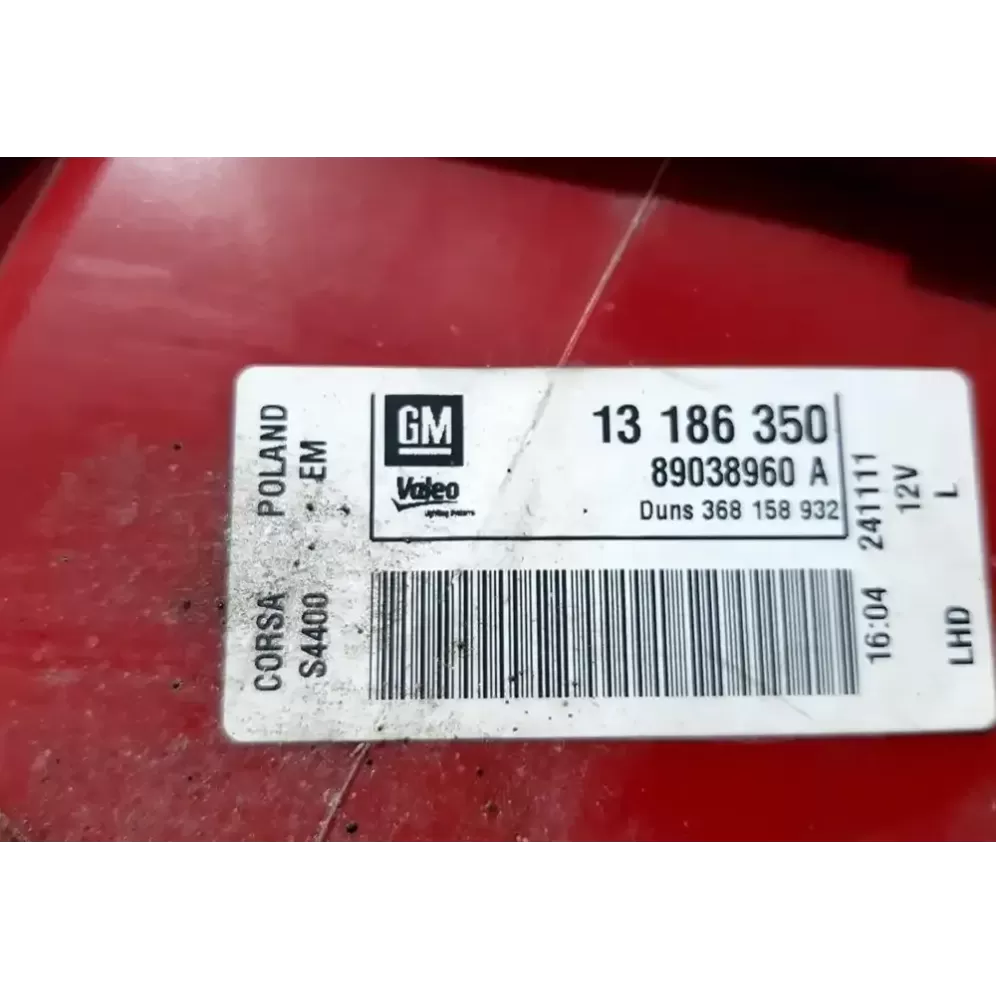 GM
Valeo
13 186 350
89038960 A
Duns 368 158 932
CORSA POLAND
S4400 EM
16:04 241111
12V
LHD L